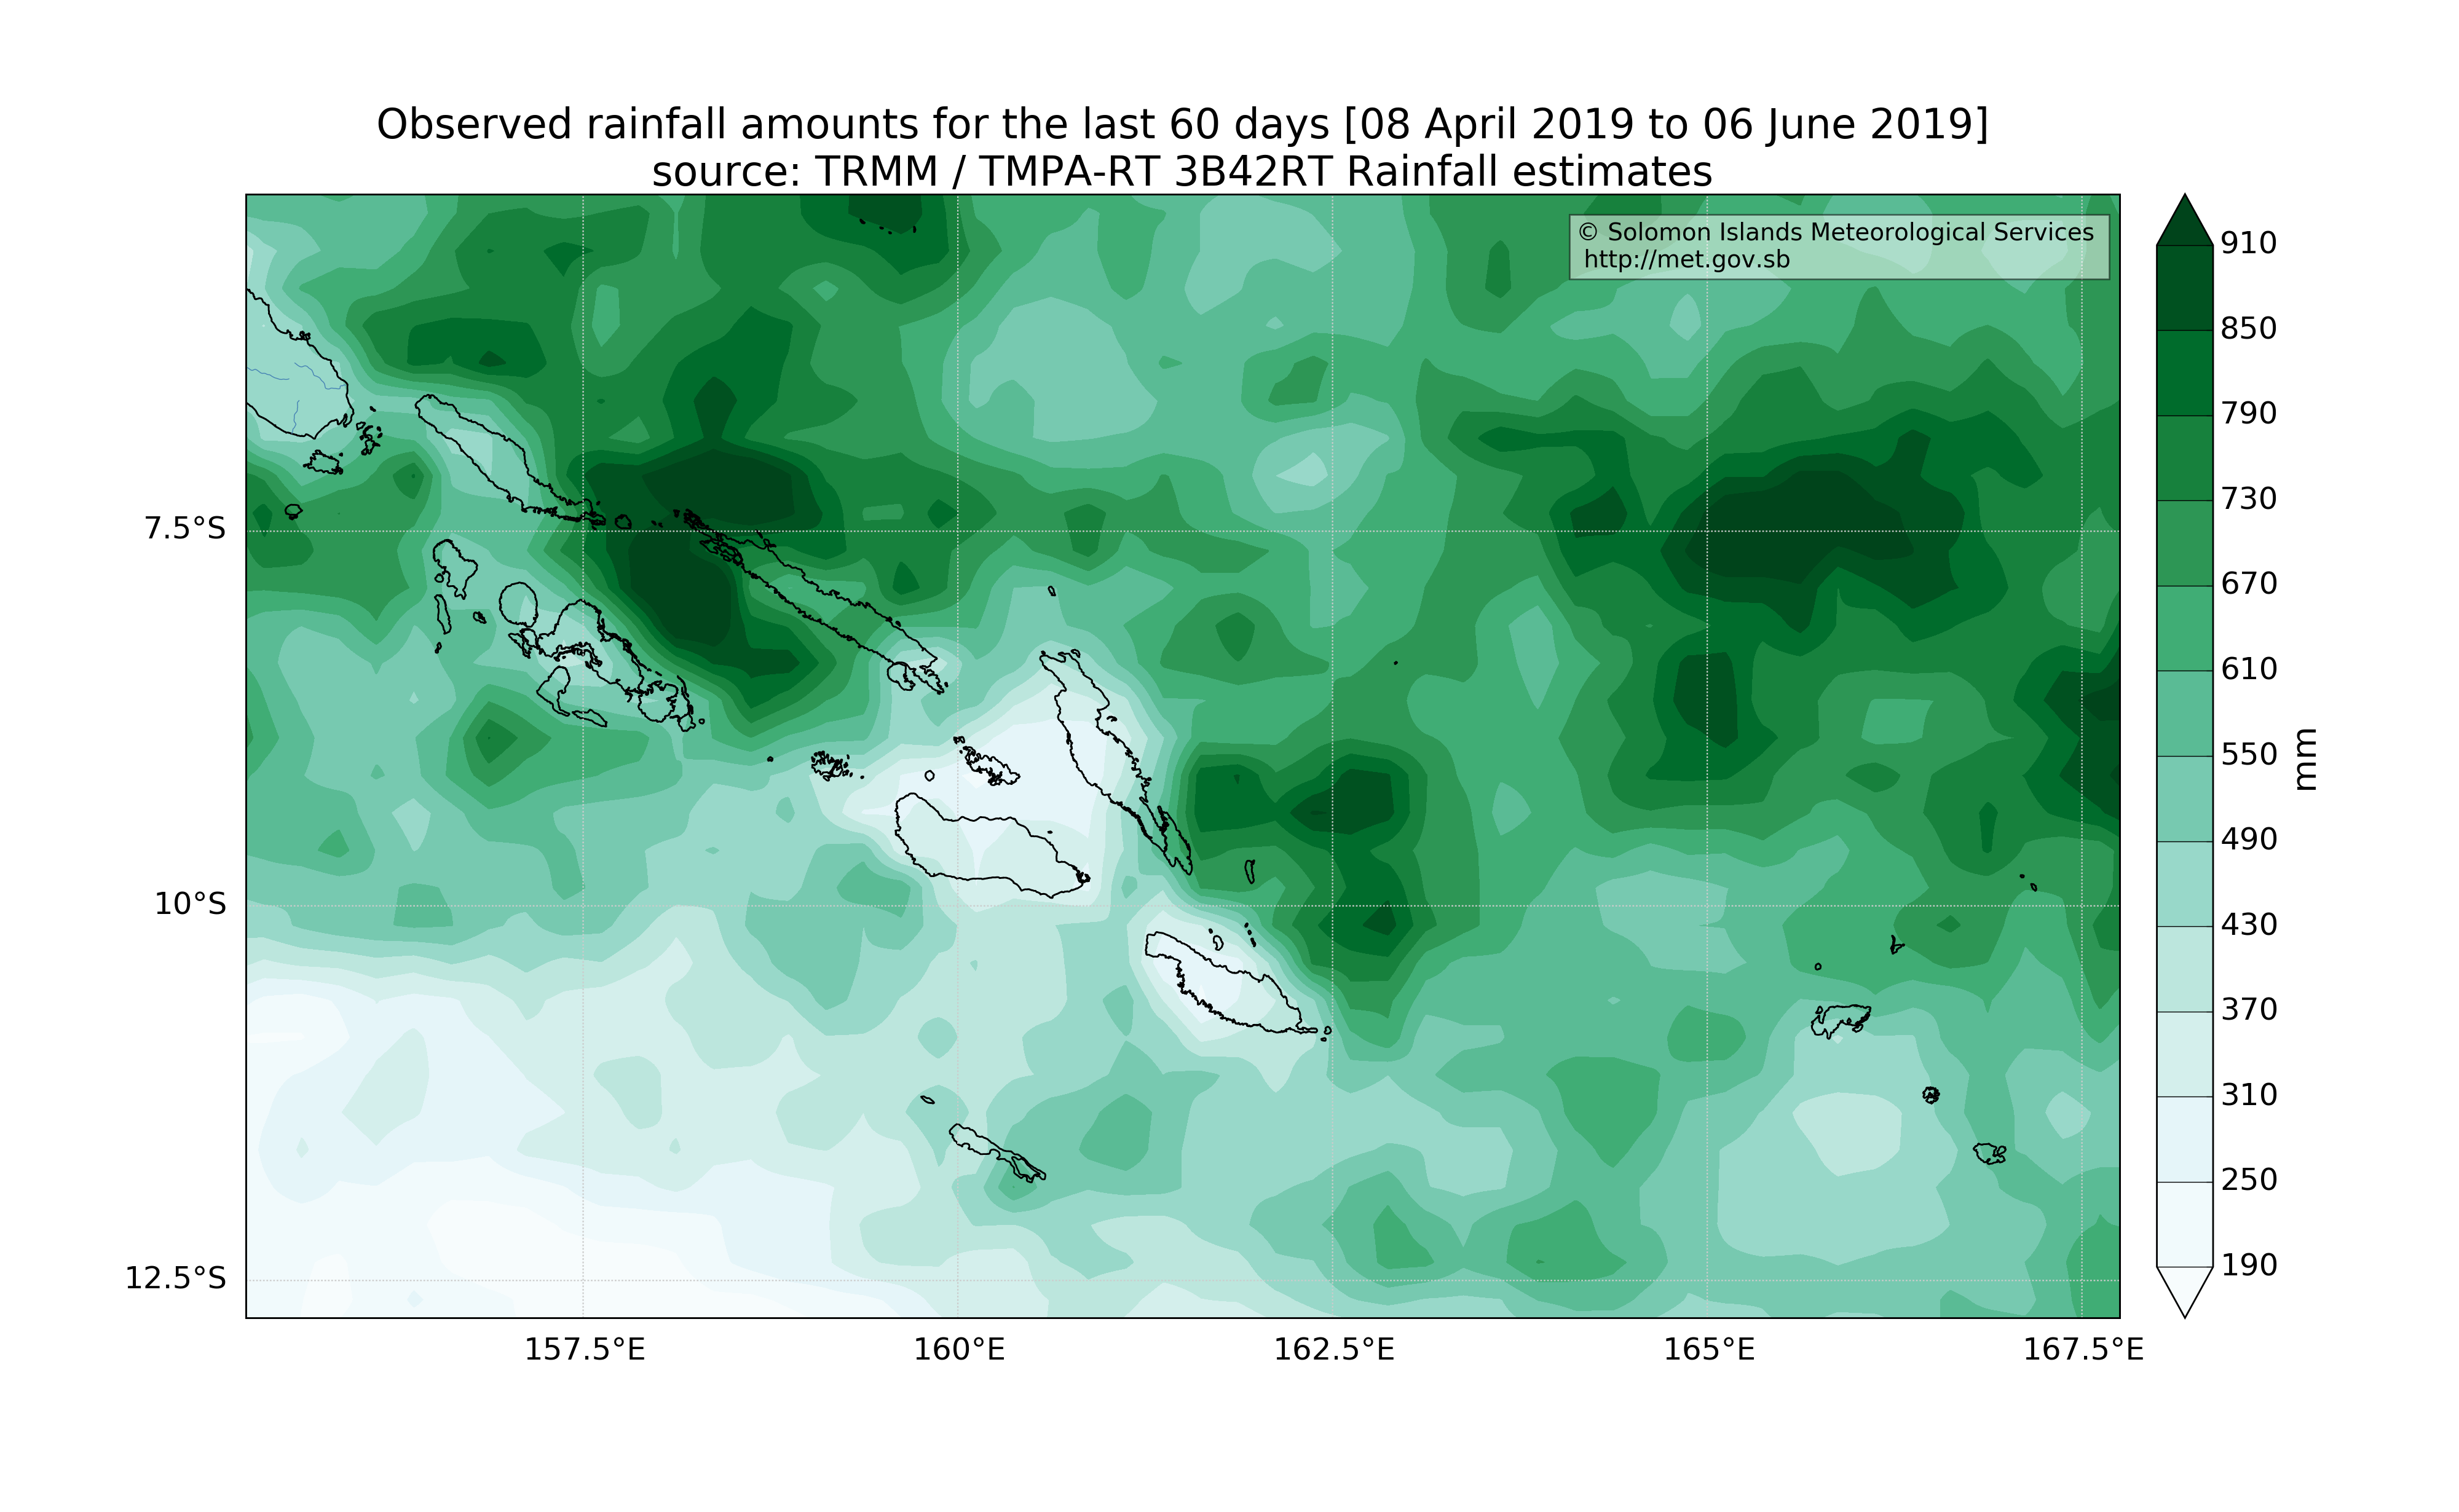 Observed rainfall amounts for the last 60 days [08 April 2019 to 06 June 2019]
source: TRMM / TMPA-RT 3B42RT Rainfall estimates
© Solomon Islands Meteorological Services
http://met.gov.sb
7.5°S
10°S
12.5°S
157.5°E
160°E
162.5°E
165°E
167.5°E
910
850
790
730
670
610
550
490
430
370
310
250
190
mm